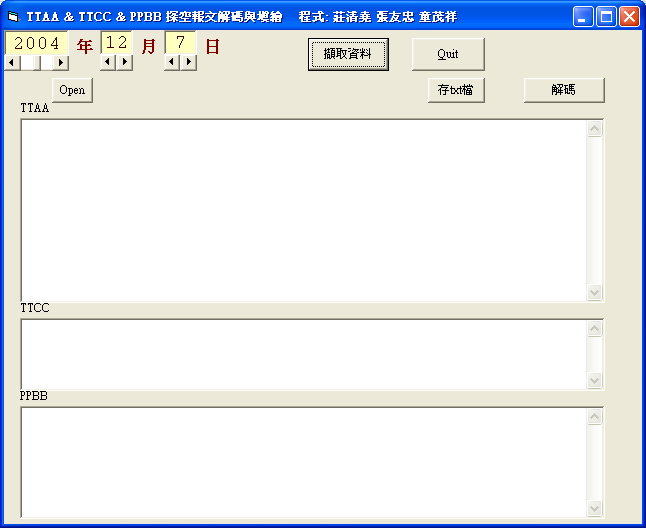 TTAA & TTCC & PPBB 探空報文解碼與填繪 程式: 莊清堯 張友忠 童茂祥
2004 年 12 月 7 日 擷取資料 Quit
Open 存txt檔 解碼
TTAA
TTCC
PPBB